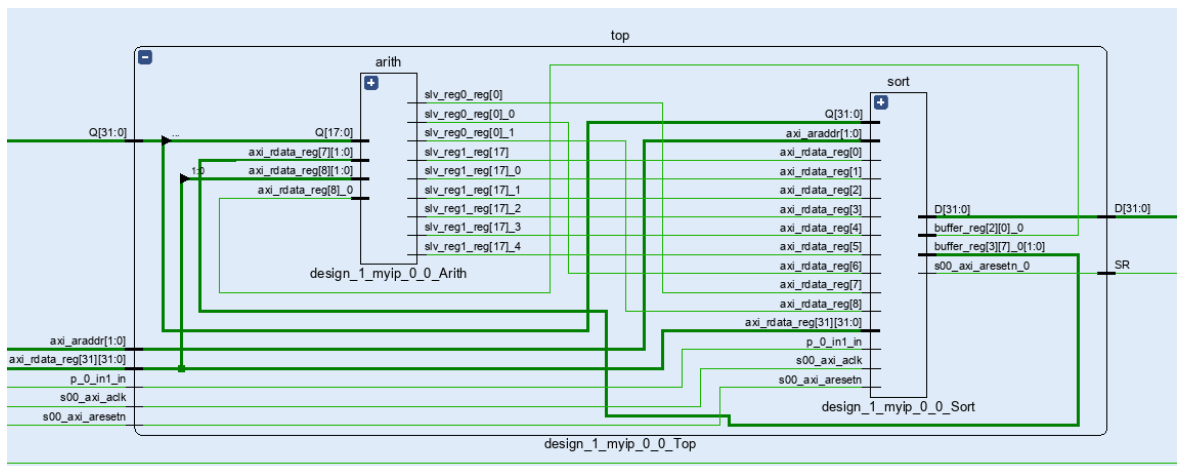 top
arith
sort
Q[31:0]
...
Q[17:0]
axi_rdata_reg[7][1:0]
1:0
axi_rdata_reg[8][1:0]
axi_rdata_reg[8]_0
slv_reg0_reg[0]
slv_reg0_reg[0]_0
slv_reg0_reg[0]_1
slv_reg1_reg[17]
slv_reg1_reg[17]_0
slv_reg1_reg[17]_1
slv_reg1_reg[17]_2
slv_reg1_reg[17]_3
slv_reg1_reg[17]_4
design_1_myip_0_0_Arith
Q[31:0]
axi_araddr[1:0]
axi_rdata_reg[0]
axi_rdata_reg[1]
axi_rdata_reg[2]
axi_rdata_reg[3]
axi_rdata_reg[4]
axi_rdata_reg[5]
axi_rdata_reg[6]
axi_rdata_reg[7]
axi_rdata_reg[8]
axi_rdata_reg[31][31:0]
p_0_in1_in
s00_axi_aclk
s00_axi_aresetn
D[31:0]
buffer_reg[2][0]_0
buffer_reg[3][7]_0[1:0]
s00_axi_aresetn_0
D[31:0]
SR
design_1_myip_0_0_Sort
axi_araddr[1:0]
axi_rdata_reg[31][31:0]
p_0_in1_in
s00_axi_aclk
s00_axi_aresetn
design_1_myip_0_0_Top